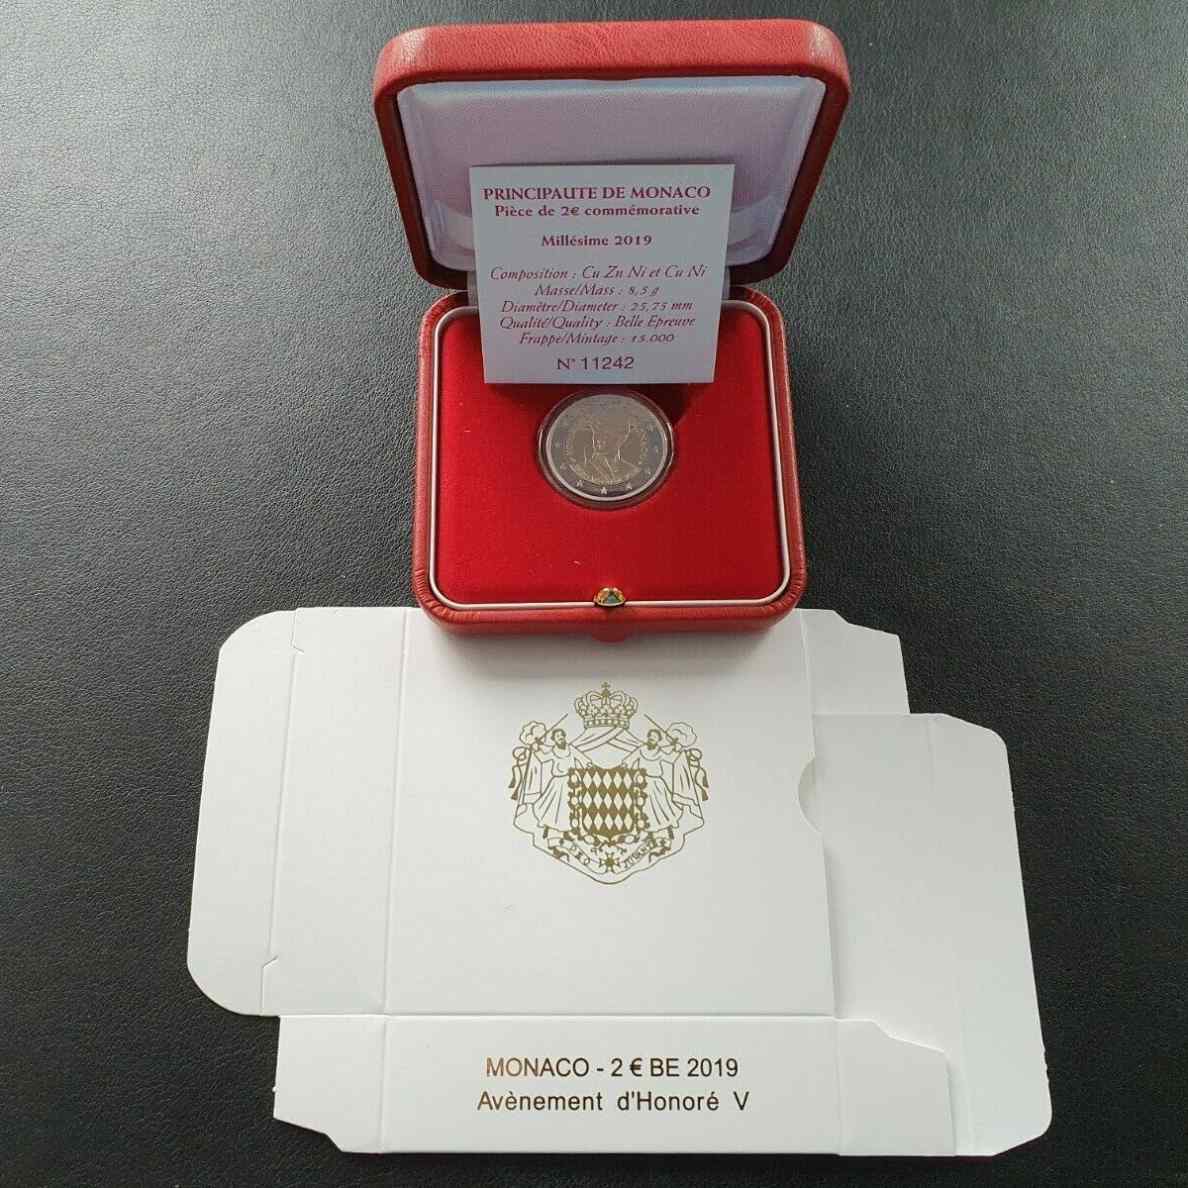 PRINCIPAUTE DE MONACO
Pièce de 2€ commémorative
Millésime 2019
Composition : Cu Zn Ni et Cu Ni
Masse/Mass : 8,5 g
Diamètre/Diameter : 25,75 mm
Qualité/Quality : Belle Epreuve
Frappe/Mintage : 15.000
N° 11242
DEO JUVANTE
MONACO - 2 € BE 2019
Avènement d'Honoré V